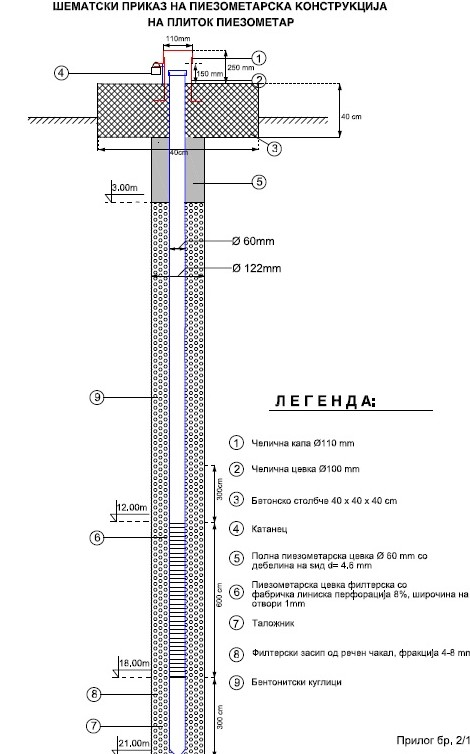 ШЕМАТСКИ ПРИКАЗ НА ПИЕЗОМЕТАРСКА КОНСТРУКЦИЈА
НА ПЛИТОК ПИЕЗОМЕТАР
110mm
1
250 mm
4
150 mm
2
40 cm
3
40cm
5
3.00m
Ø 60mm
Ø 122mm
9
Л Е Г Е Н Д А:
1 Челична капа Ø110 mm
2 Челична цевка Ø100 mm
300cm
3 Бетонско столбче 40 x 40 x 40 cm
12,00m
4 Катанец
6
5 Полна пиезометарска цевка Ø 60 mm со
дебелина на ѕид d= 4,8 mm
600 cm
6 Пиезометарска цевка филтерска со
фабричка линиска перфорација 8%, широчина на
отвори 1mm
7 Таложник
18,00m
8 Филтерски засип од речен чакал, фракција 4-8 mm
8
9 Бентонитски куглици
300 cm
7
21,00m
Прилог бр, 2/1